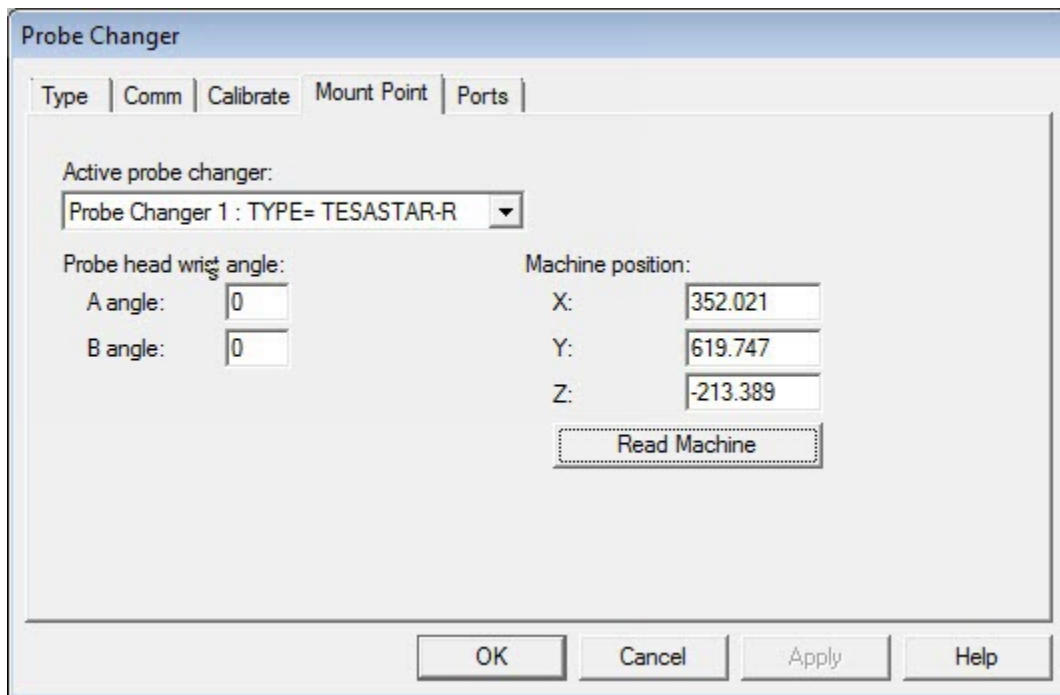 Probe Changer
Type Comm Calibrate Mount Point Ports
Active probe changer:
Probe Changer 1 : TYPE= TESASTAR-R
Probe head wrist angle:
A angle: 0
B angle: 0
Machine position:
X: 352.021
Y: 619.747
Z: -213.389
Read Machine
OK Cancel Apply Help